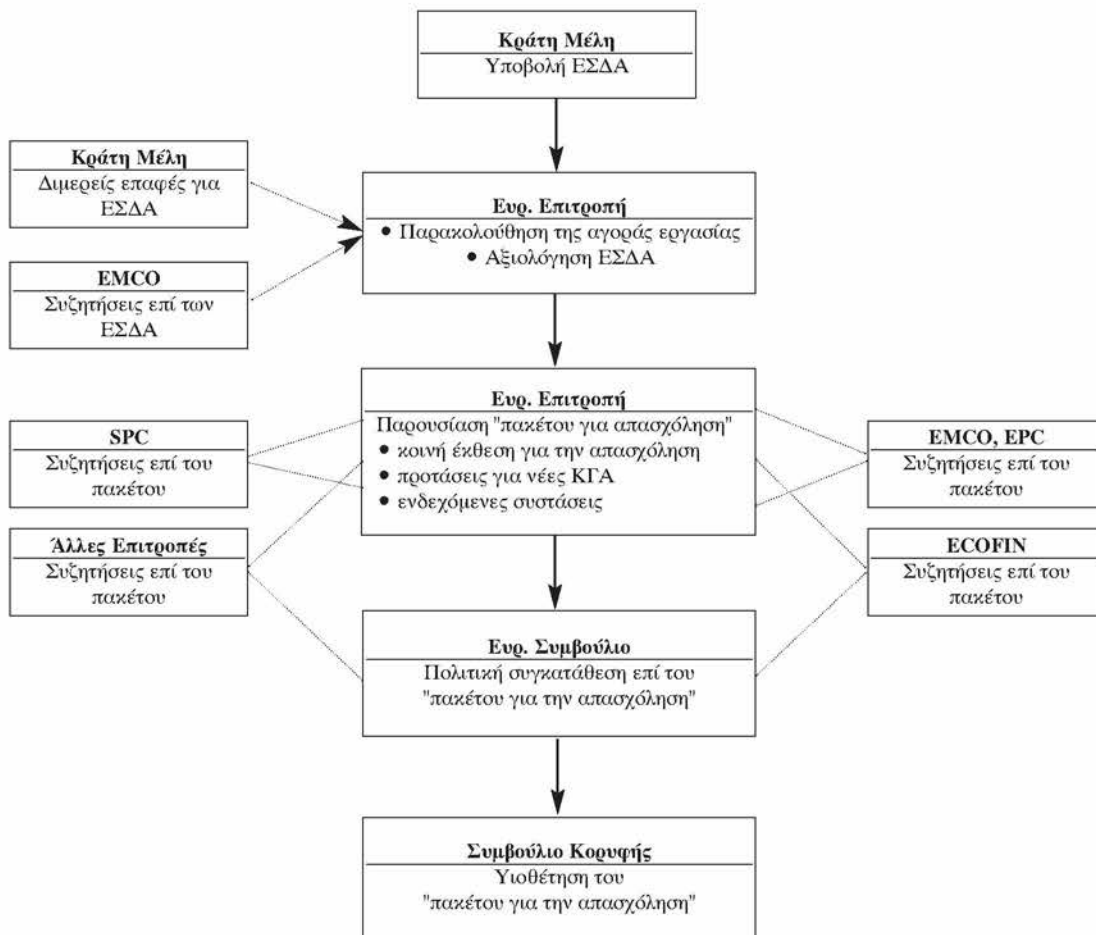 Κράτη Μέλη
Υποβολή ΕΣΔΑ
Κράτη Μέλη
Διμερείς επαφές για
ΕΣΔΑ
EMCO
Συζητήσεις επί των
ΕΣΔΑ
Ευρ. Επιτροπή
● Παρακολούθηση της αγοράς εργασίας
● Αξιολόγηση ΕΣΔΑ
Ευρ. Επιτροπή
Παρουσίαση "πακέτου για απασχόληση"
● κοινή έκθεση για την απασχόληση
● προτάσεις για νέες ΚΓΑ
● ενδεχόμενες συστάσεις
SPC
Συζητήσεις επί του
πακέτου
Άλλες Επιτροπές
Συζητήσεις επί του
πακέτου
EMCO, EPC
Συζητήσεις επί του
πακέτου
ECOFIN
Συζητήσεις επί του
πακέτου
Ευρ. Συμβούλιο
Πολιτική συγκατάθεση επί του
"πακέτου για την απασχόληση"
Συμβούλιο Κορυφής
Υιοθέτηση του
"πακέτου για την απασχόληση"